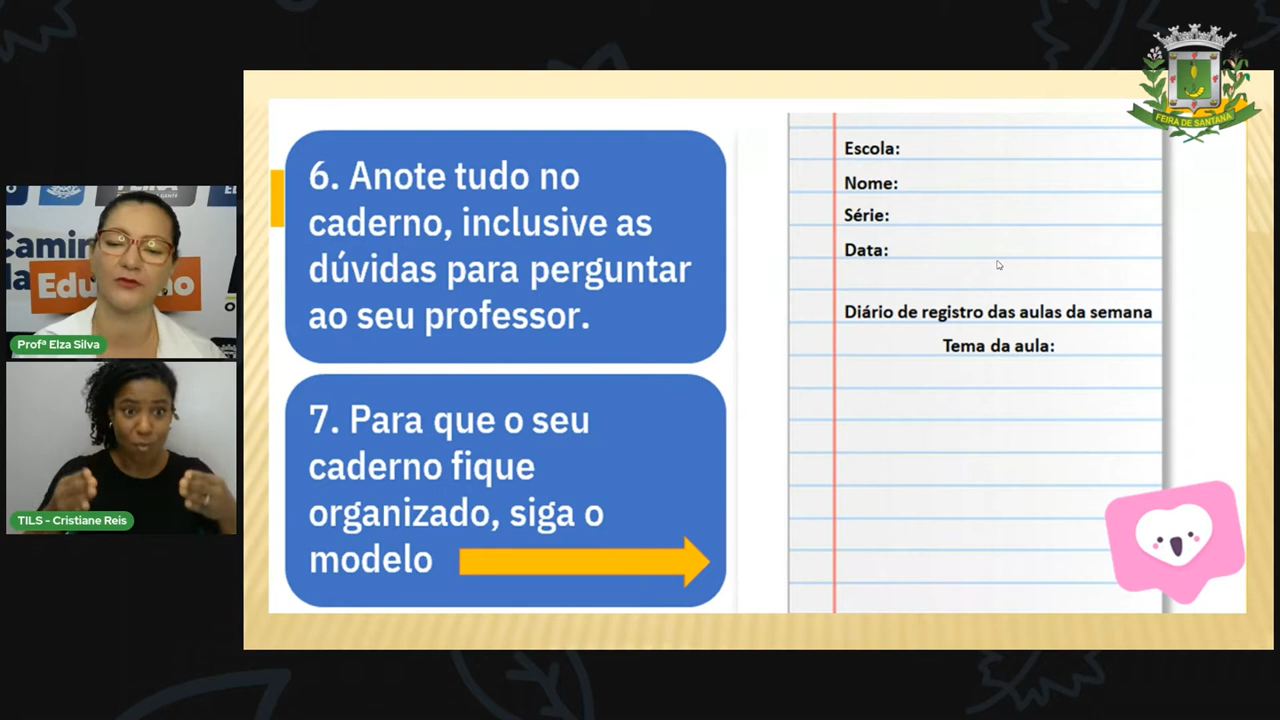 6. Anote tudo no
caderno, inclusive as
dúvidas para perguntar
ao seu professor.
7. Para que o seu
caderno fique
organizado, siga o
modelo
Escola:
Nome:
Série:
Data:
Diário de registro das aulas da semana
Tema da aula:
FEIRA DE SANTANA
Profª Elza Silva
TILS - Cristiane Reis